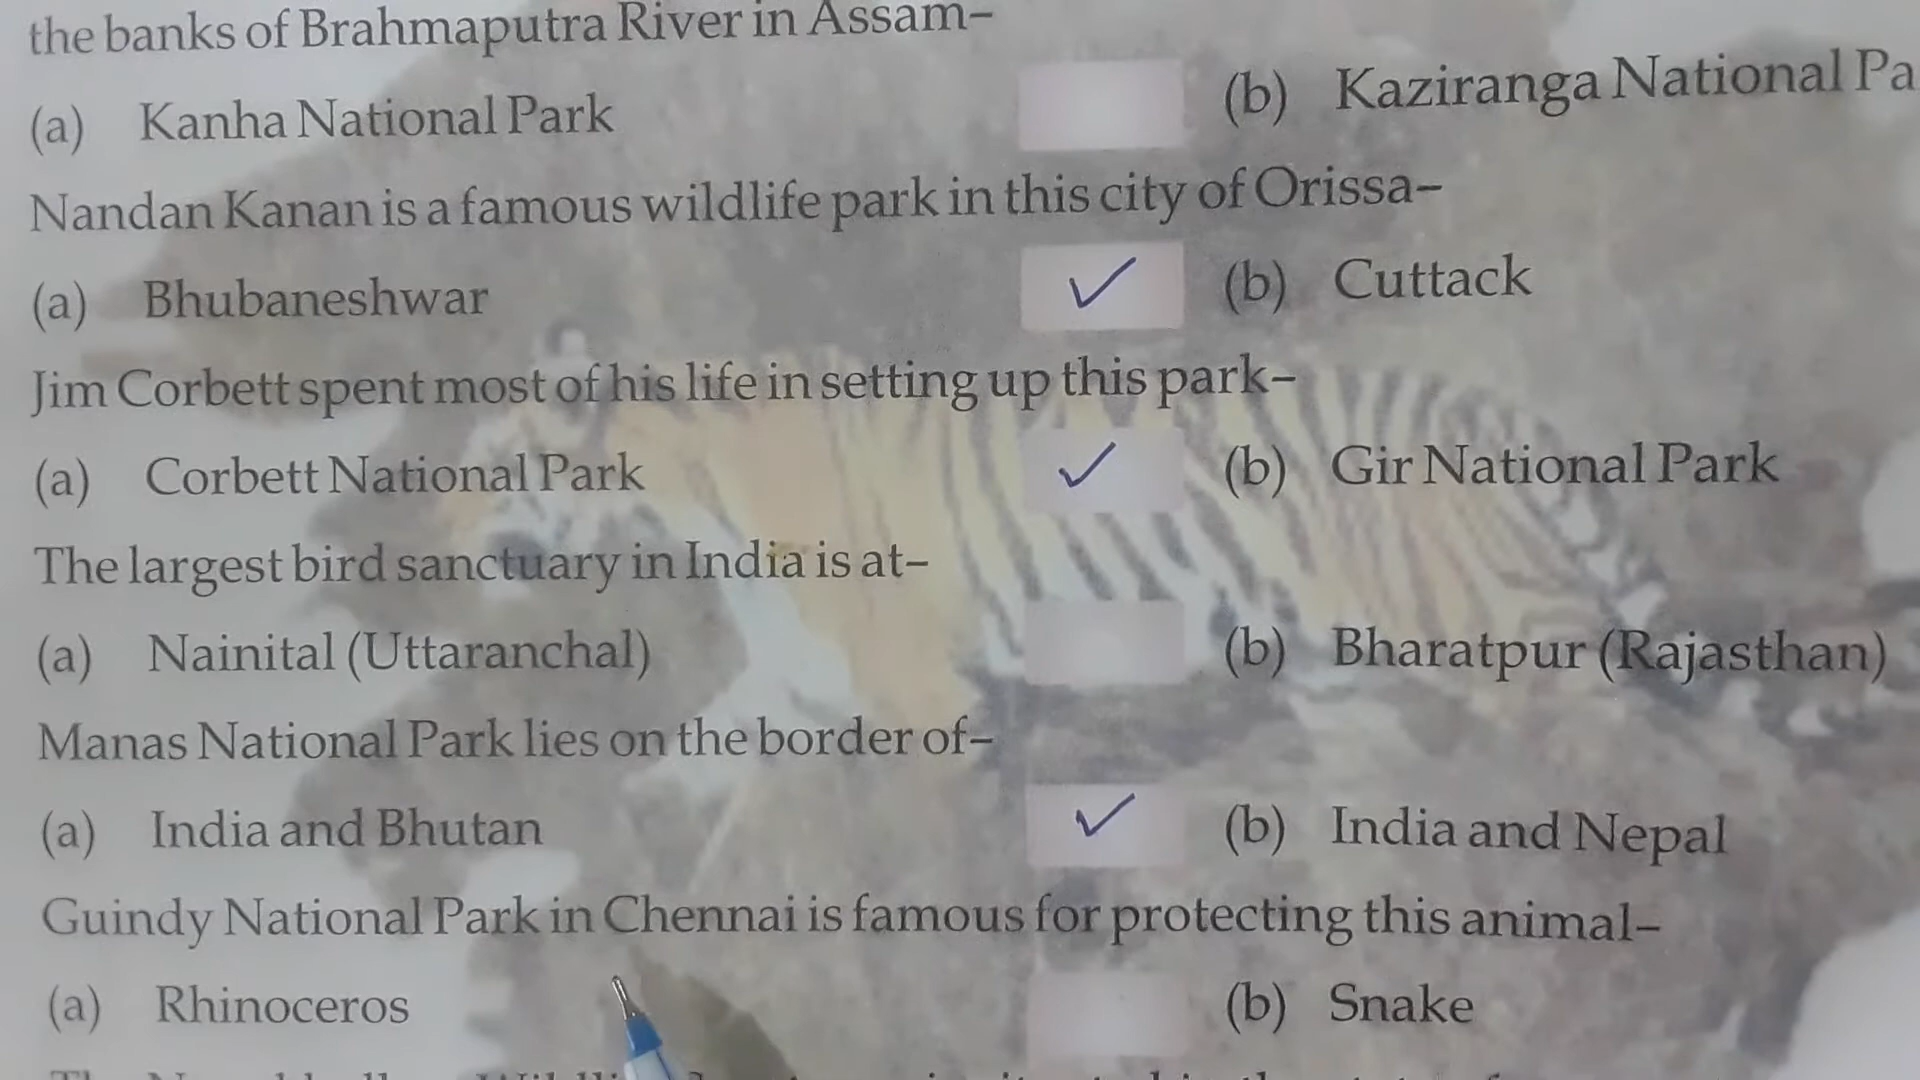 the banks of Brahmaputra River in Assam–
(a) Kanha National Park (b) Kaziranga National Pa
Nandan Kanan is a famous wildlife park in this city of Orissa–
(a) Bhubaneshwar ✓ (b) Cuttack
Jim Corbett spent most of his life in setting up this park–
(a) Corbett National Park ✓ (b) Gir National Park
The largest bird sanctuary in India is at–
(a) Nainital (Uttaranchal) (b) Bharatpur (Rajasthan)
Manas National Park lies on the border of–
(a) India and Bhutan ✓ (b) India and Nepal
Guindy National Park in Chennai is famous for protecting this animal–
(a) Rhinoceros (b) Snake